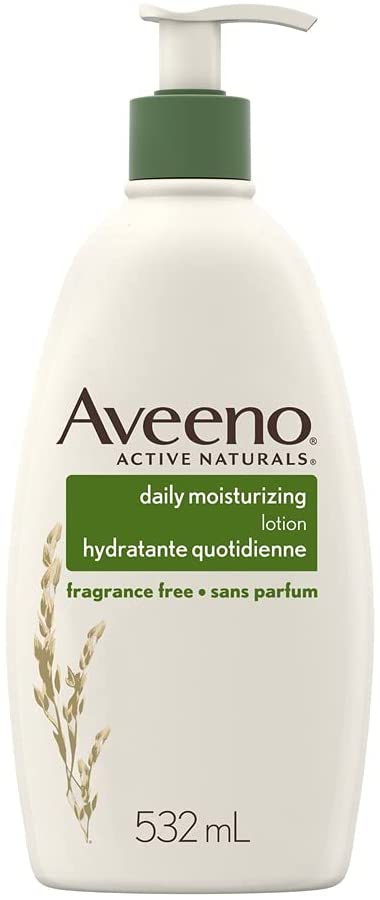 Aveeno®
ACTIVE NATURALS®
daily moisturizing
lotion
hydratante quotidienne
fragrance free • sans parfum
532 mL